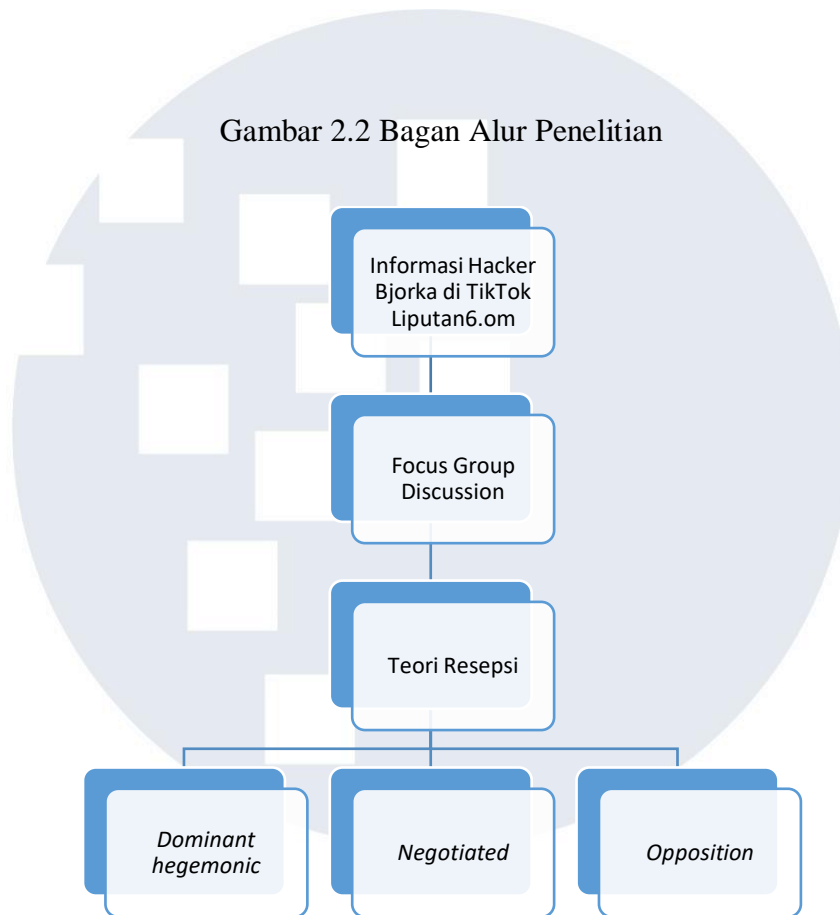 Gambar 2.2 Bagan Alur Penelitian
Informasi Hacker
Bjorka di TikTok
Liputan6.om
Focus Group
Discussion
Teori Resepsi
Dominant
hegemonic
Negotiated
Opposition